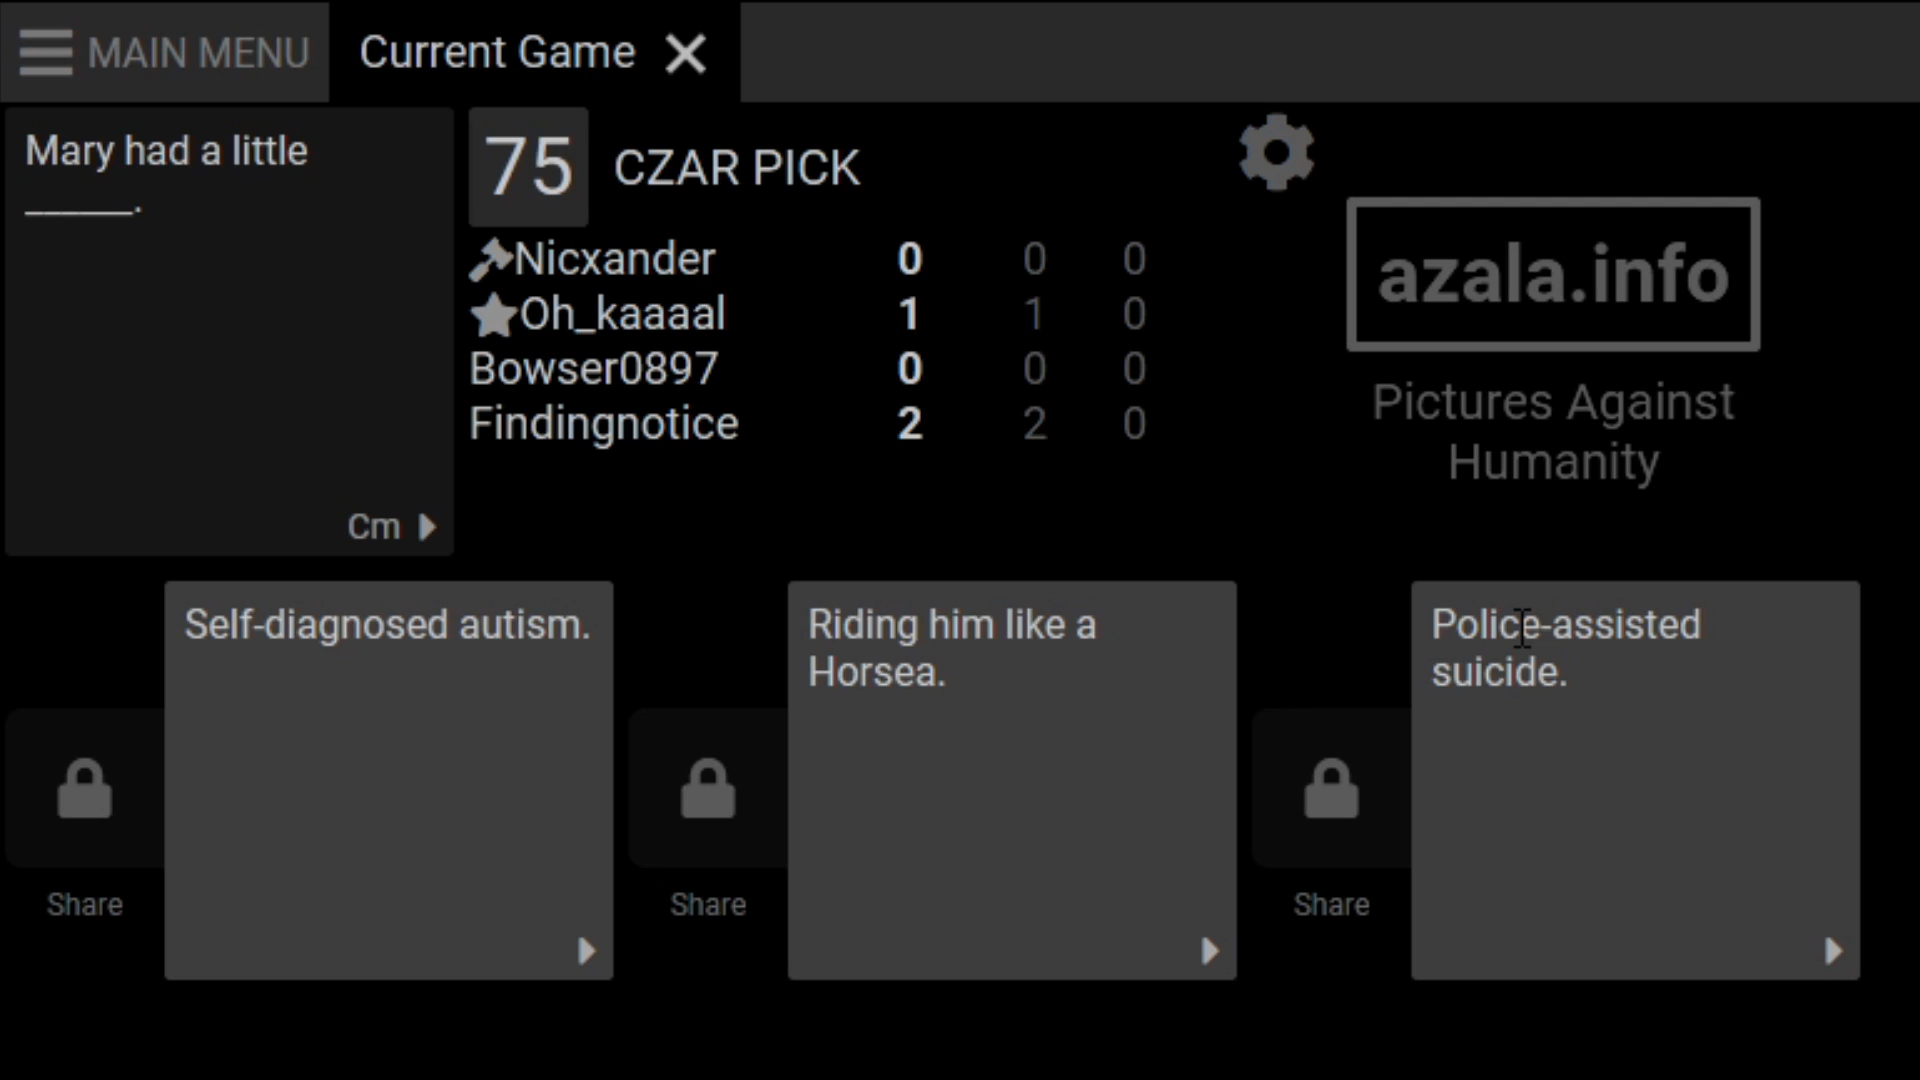 MAIN MENU
Current Game
Mary had a little
______.
Cm
75
CZAR PICK
Nicxander 0 0 0
Oh_kaaaal 1 1 0
Bowser0897 0 0 0
Findingnotice 2 2 0
azala.info
Pictures Against
Humanity
Self-diagnosed autism.
Share
Riding him like a
Horsea.
Share
Police-assisted
suicide.
Share